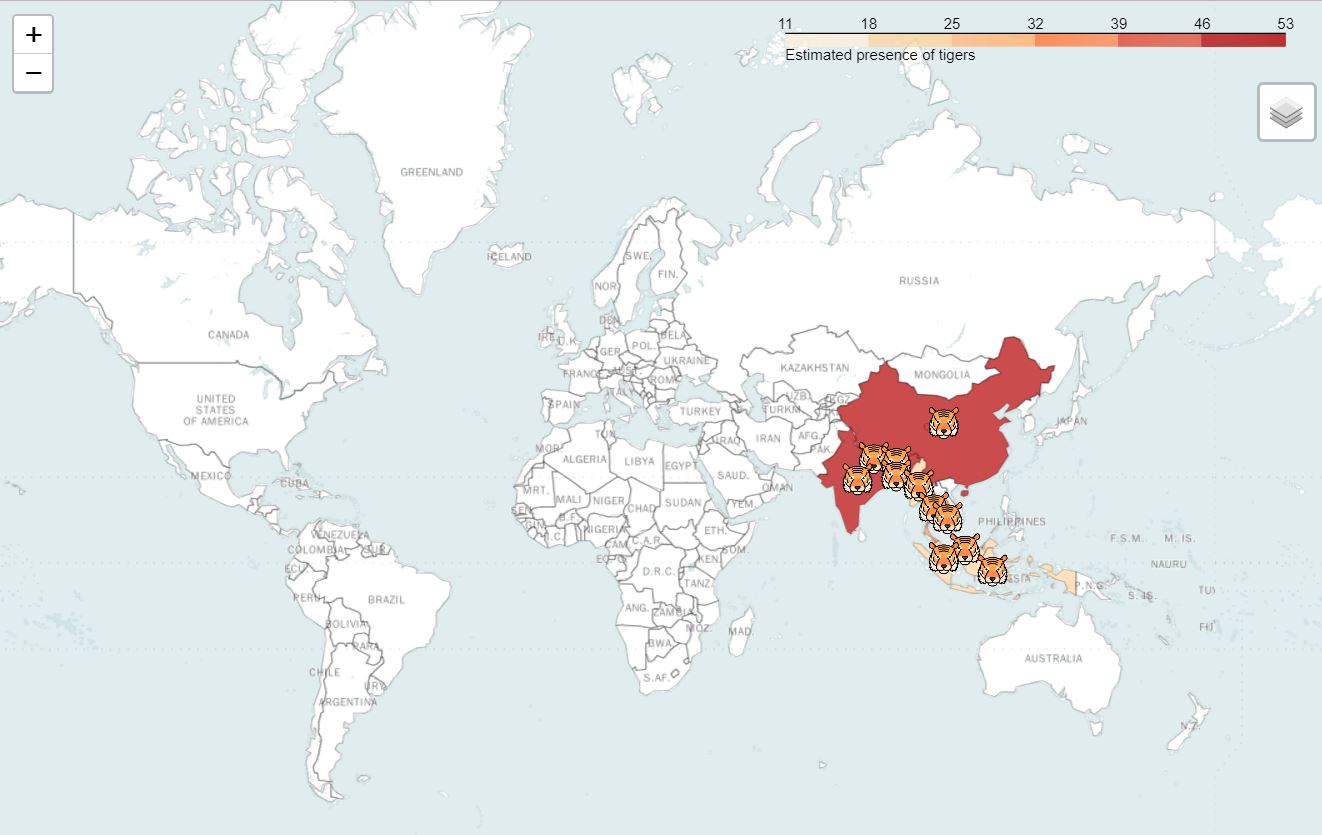 +
−
11 18 25 32 39 46 53
Estimated presence of tigers
GREENLAND
ICELAND
SWE.
FIN.
NOR.
RUSSIA
DEN.
CANADA
IRE.
U.K.
BELA.
POL.
GER.
UKRAINE
KAZAKHSTAN
FRANCE
AUST.
MONGOLIA
ROM.
ITALY
UZB.
KGZ.
UNITED
STATES
OF AMERICA
SPAIN
TURKEY
TURKM.
JAPAN
TUN.
IRAQ
IRAN
AFG.
MOR.
PAK.
ALGERIA
LIBYA
EGYPT
MEXICO
SAUD.
CUBA
OMAN
MRT.
MALI
NIGER
SUDAN
YEM.
CHAD
SEN.
B.F.
GIN.
PHILIPPINES
NIGERIA
ETH.
VENEZUELA
I.C.
C.A.R.
F.S.M.
M. IS.
CAM.
COLOMBIA
SUR.
SOM.
EQ.G.
KEN.
NAURU
ECU.
D.R.C.
TANZ.
P.N.G.
TUV
S. IS.
PERU
BRAZIL
ANG.
ZAMBIA
BOLIVIA
MOZ.
MAD.
FIJ
PARA.
BWA.
AUSTRALIA
CHILE
S.AF.
URY.
ARGENTINA
N.Z.